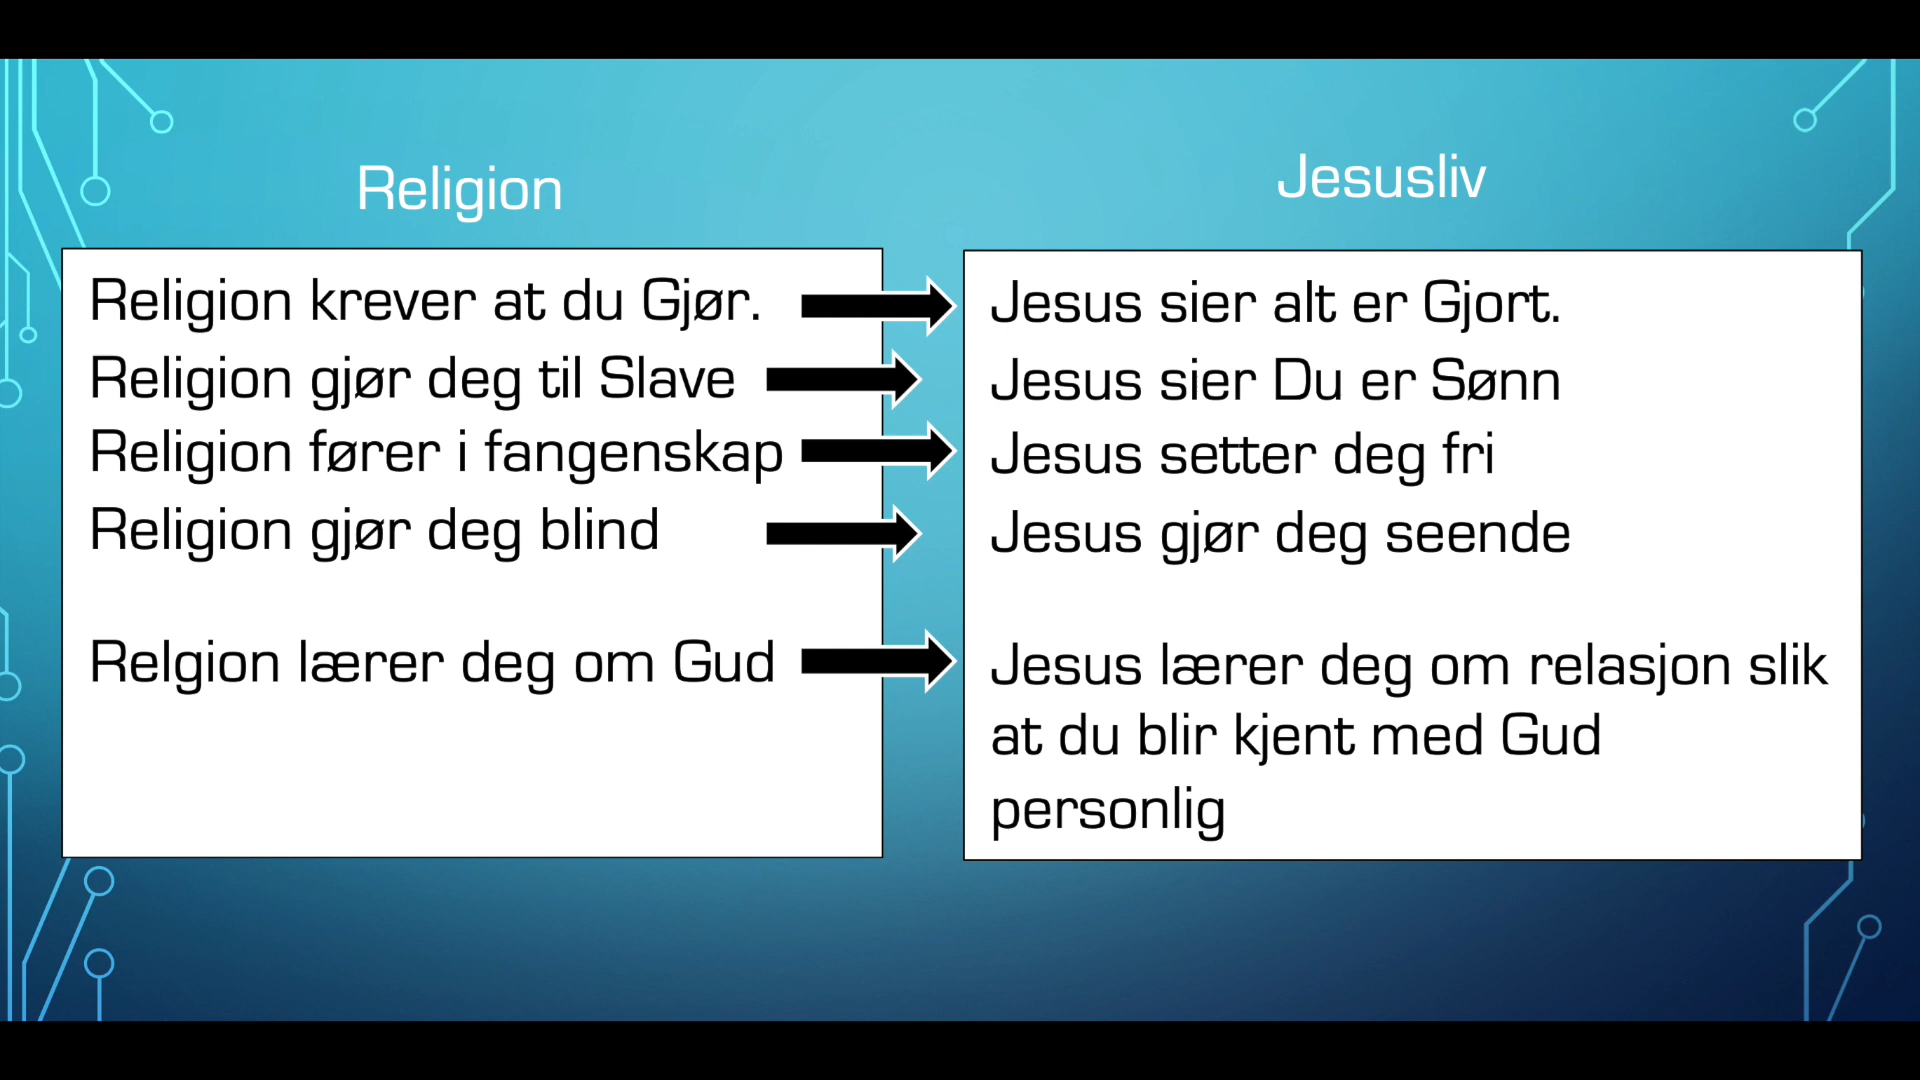 Religion
Religion krever at du Gjør.
Religion gjør deg til Slave
Religion fører i fangenskap
Religion gjør deg blind
Relgion lærer deg om Gud
Jesusliv
Jesus sier alt er Gjort.
Jesus sier Du er Sønn
Jesus setter deg fri
Jesus gjør deg seende
Jesus lærer deg om relasjon slik
at du blir kjent med Gud
personlig